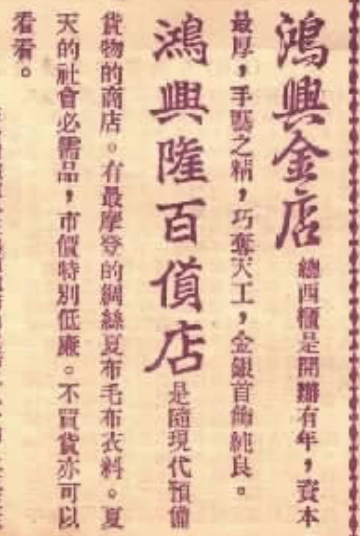 鴻興金店 總西櫃是開辦有年,資本
最厚,手藝之精,巧奪天工,金銀首飾純良。
鴻興隆百貨店 是隨現代預備
貨物的商店。有最摩登的綢絲夏布毛布衣料。夏
天的社會必需品,市價特別低廉。不買貨亦可以
看看。